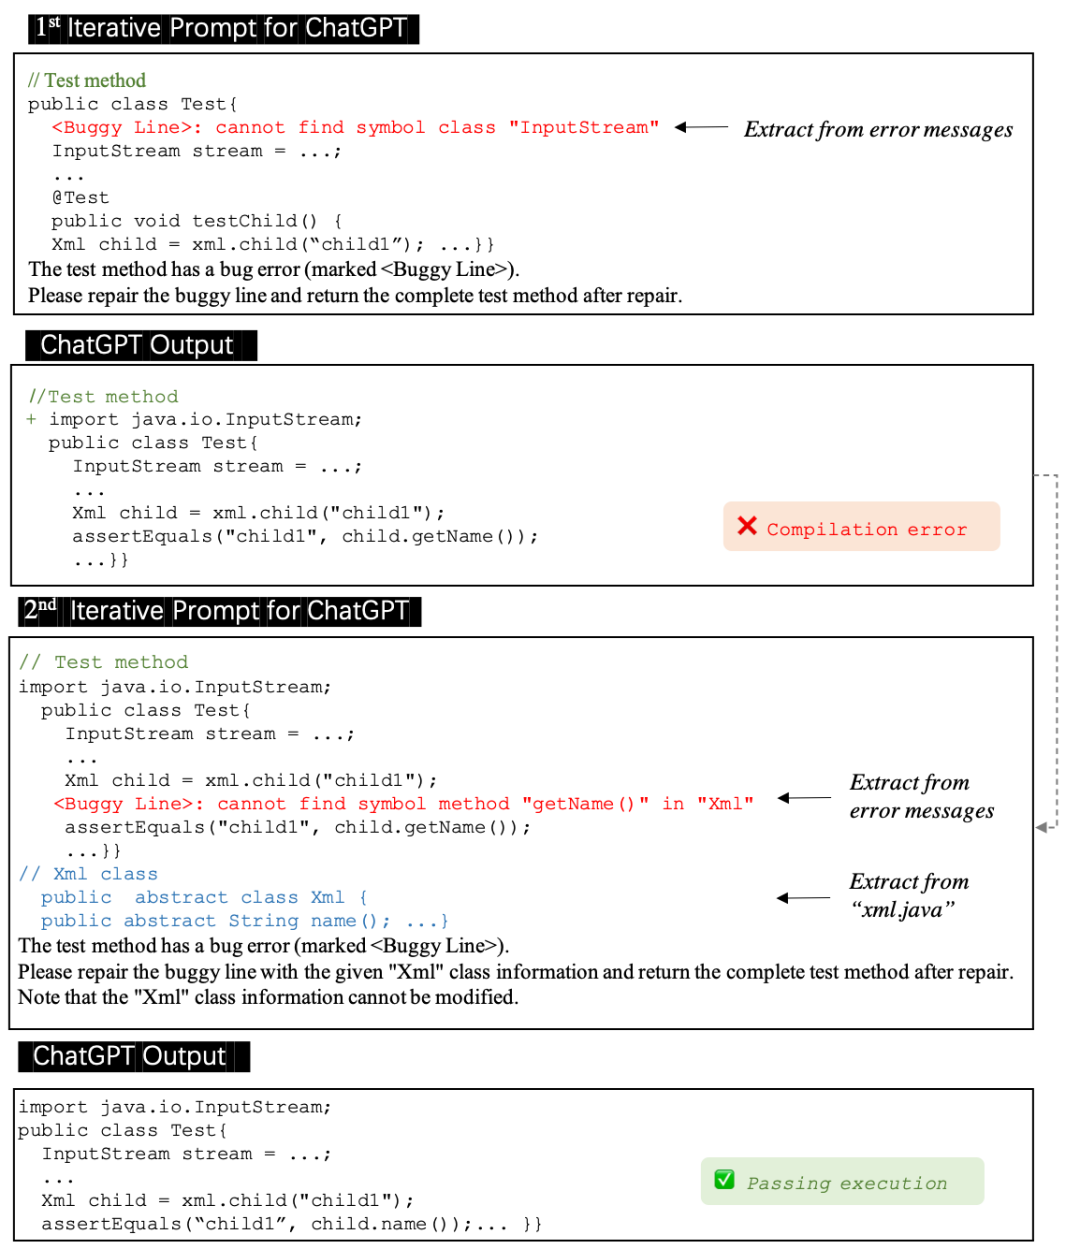 1st Iterative Prompt for ChatGPT
// Test method
public class Test{
<Buggy Line>: cannot find symbol class "InputStream"
Extract from error messages
InputStream stream = ...;
...
@Test
public void testChild() {
Xml child = xml.child(“child1”); ...}}
The test method has a bug error (marked <Buggy Line>).
Please repair the buggy line and return the complete test method after repair.
ChatGPT Output
//Test method
+ import java.io.InputStream;
public class Test{
InputStream stream = ...;
...
Xml child = xml.child("child1");
assertEquals("child1", child.getName());
...}}
❌ Compilation error
2nd Iterative Prompt for ChatGPT
// Test method
import java.io.InputStream;
public class Test{
InputStream stream = ...;
...
Xml child = xml.child("child1");
<Buggy Line>: cannot find symbol method "getName()" in "Xml"
assertEquals("child1", child.getName());
...}}
Extract from
error messages
// Xml class
public  abstract class Xml {
public abstract String name(); ...}
Extract from
“xml.java”
The test method has a bug error (marked <Buggy Line>).
Please repair the buggy line with the given "Xml" class information and return the complete test method after repair.
Note that the "Xml" class information cannot be modified.
ChatGPT Output
import java.io.InputStream;
public class Test{
InputStream stream = ...;
...
Xml child = xml.child("child1");
assertEquals(“child1”, child.name());... }}
✅ Passing execution